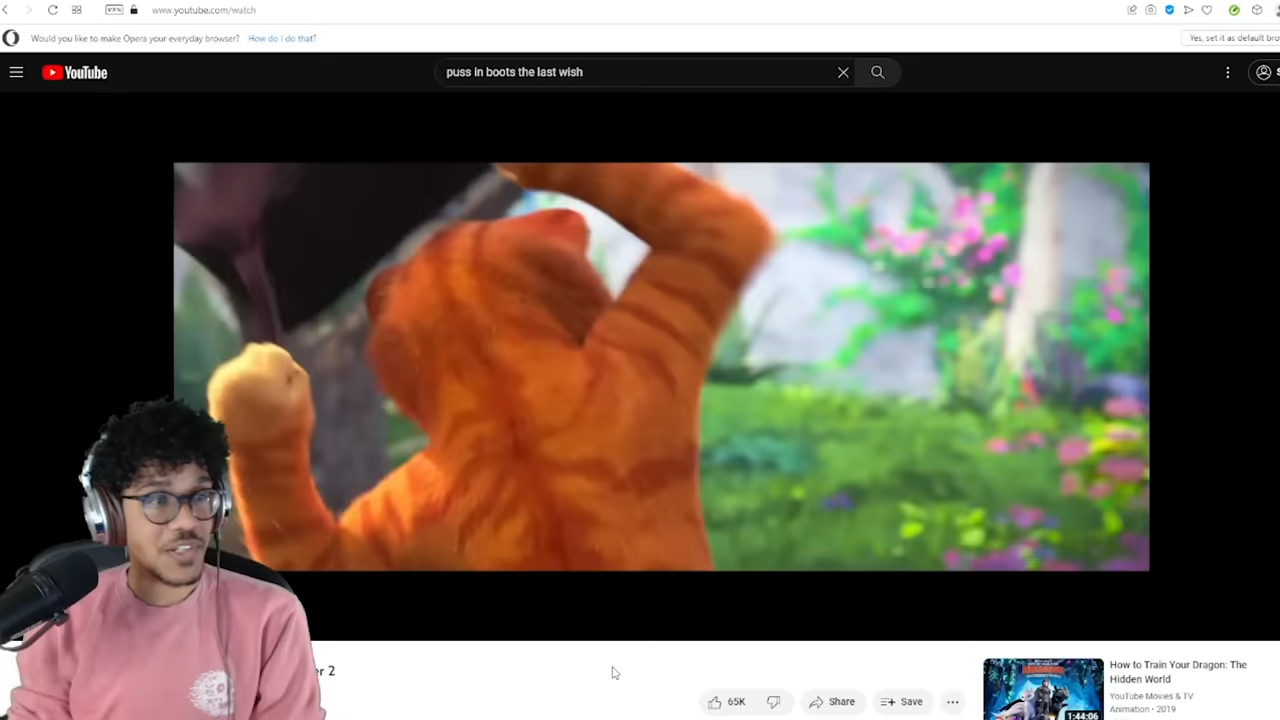 VPN
www.youtube.com/watch
Would you like to make Opera your everyday browser? How do I do that?
Yes, set it as default bro
YouTube
puss in boots the last wish
er 2
65K
Share
Save
How to Train Your Dragon: The
Hidden World
YouTube Movies & TV
Animation • 2019
1:44:06